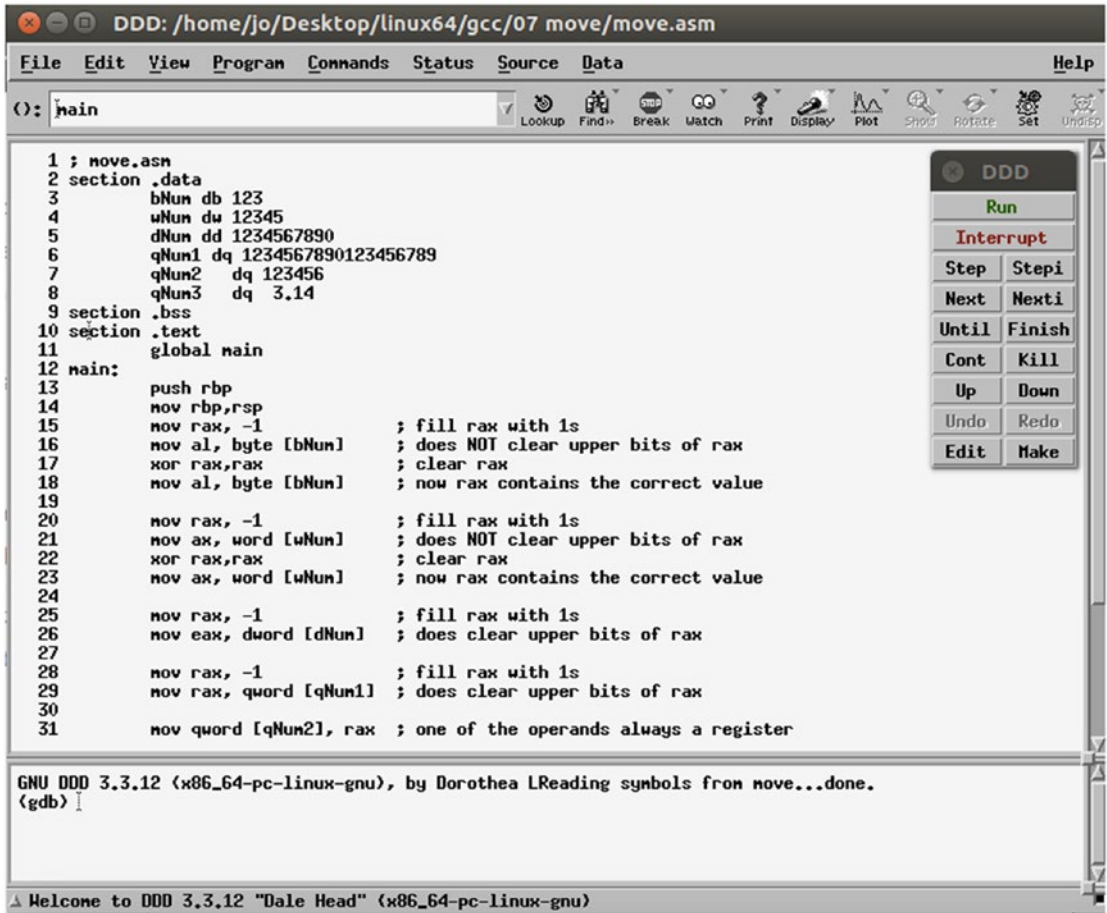 DDD: /home/jo/Desktop/linux64/gcc/07 move/move.asm
File Edit View Program Commands Status Source Data Help
(): main
Lookup Find» Break Watch Print Display Plot Show Rotate Set Undisp
1 ; move.asm
2 section .data
3 bNum db 123
4 wNum dw 12345
5 dNum dd 1234567890
6 qNum1 dq 1234567890123456789
7 qNum2 dq 123456
8 qNum3 dq 3.14
9 section .bss
10 section .text
11 global main
12 main:
13 push rbp
14 mov rbp,rsp
15 mov rax, -1 ; fill rax with 1s
16 mov al, byte [bNum] ; does NOT clear upper bits of rax
17 xor rax,rax ; clear rax
18 mov al, byte [bNum] ; now rax contains the correct value
19
20 mov rax, -1 ; fill rax with 1s
21 mov ax, word [wNum] ; does NOT clear upper bits of rax
22 xor rax,rax ; clear rax
23 mov ax, word [wNum] ; now rax contains the correct value
24
25 mov rax, -1 ; fill rax with 1s
26 mov eax, dword [dNum] ; does clear upper bits of rax
27
28 mov rax, -1 ; fill rax with 1s
29 mov rax, qword [qNum1] ; does clear upper bits of rax
30
31 mov qword [qNum2], rax ; one of the operands always a register
DDD
Run
Interrupt
Step Stepi
Next Nexti
Until Finish
Cont Kill
Up Down
Undo Redo
Edit Make
GNU DDD 3.3.12 (x86_64-pc-linux-gnu), by Dorothea LReading symbols from move...done.
(gdb)
Welcome to DDD 3.3.12 "Dale Head" (x86_64-pc-linux-gnu)